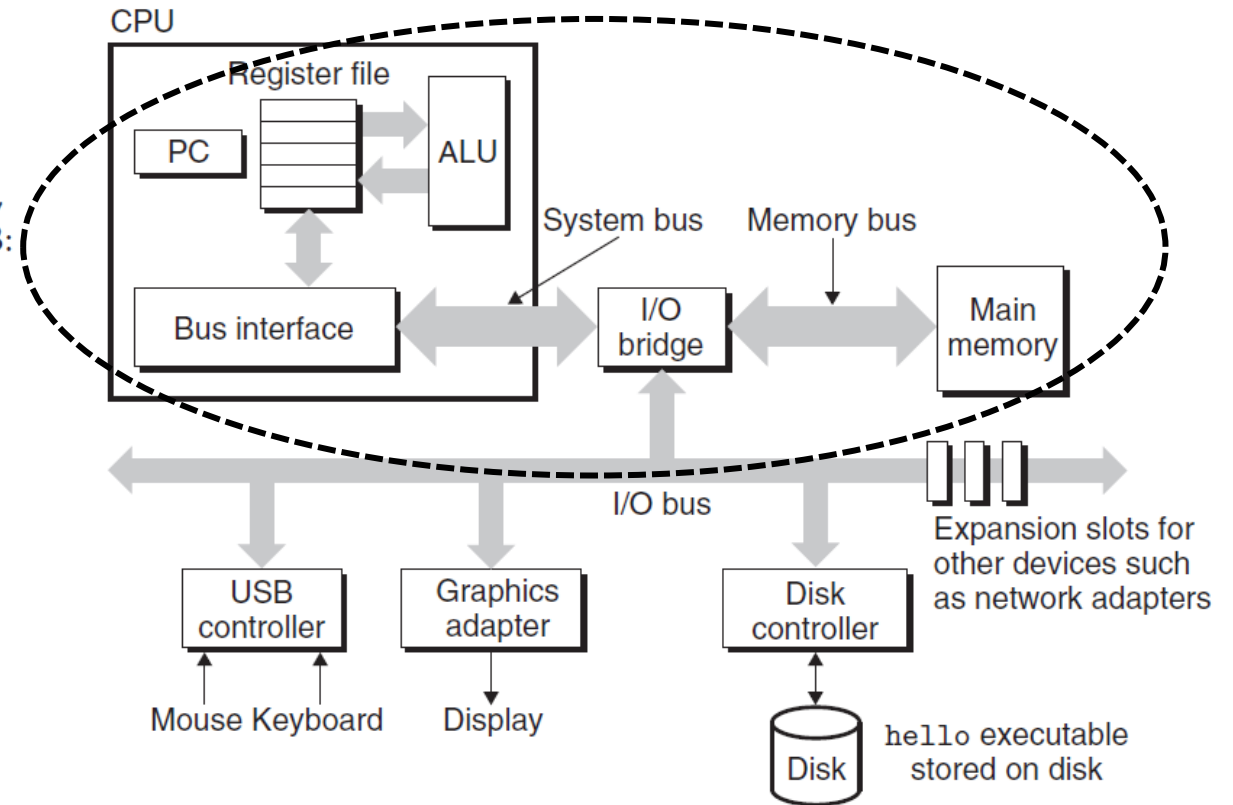 CPU
Register file
PC
ALU
System bus
Memory bus
Bus interface
I/O
bridge
Main
memory
I/O bus
Expansion slots for
other devices such
as network adapters
USB
controller
Graphics
adapter
Disk
controller
Mouse Keyboard
Display
Disk
hello executable
stored on disk